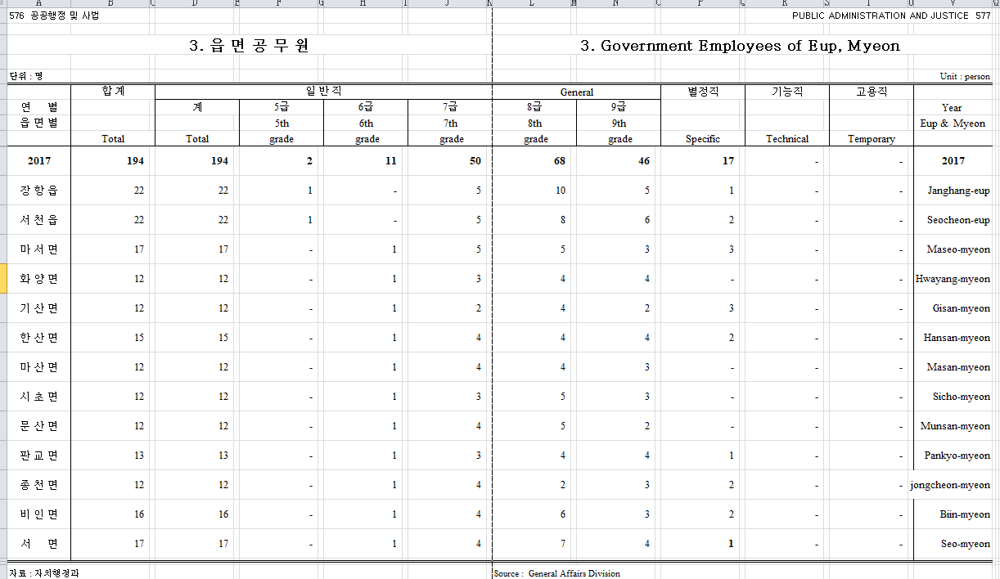 A B C D E F G H I J K L M N O P Q R S T U V W
576 공공행정 및 사법 PUBLIC ADMINISTRATION AND JUSTICE 577
3. 읍 면 공 무 원 3. Government Employees of Eup, Myeon
단위 : 명 Unit : person
합 계 일 반 직 General 별정직 기능직 고용직
연 별 계 5급 6급 7급 8급 9급 Year
읍 면 별 5th 6th 7th 8th 9th Eup & Myeon
Total Total grade grade grade grade grade Specific Technical Temporary
2017 194 194 2 11 50 68 46 17 - - 2017
장 항 읍 22 22 1 - 5 10 5 1 - - Janghang-eup
서 천 읍 22 22 1 - 5 8 6 2 - - Seocheon-eup
마 서 면 17 17 - 1 5 5 3 3 - - Maseo-myeon
화 양 면 12 12 - 1 3 4 4 - - - Hwayang-myeon
기 산 면 12 12 - 1 2 4 2 3 - - Gisan-myeon
한 산 면 15 15 - 1 4 4 4 2 - - Hansan-myeon
마 산 면 12 12 - 1 4 4 3 - - - Masan-myeon
시 초 면 12 12 - 1 3 5 3 - - - Sicho-myeon
문 산 면 12 12 - 1 4 5 2 - - - Munsan-myeon
판 교 면 13 13 - 1 3 4 4 1 - - Pankyo-myeon
종 천 면 12 12 - 1 4 2 3 2 - - jongcheon-myeon
비 인 면 16 16 - 1 4 6 3 2 - - Biin-myeon
서 면 17 17 - 1 4 7 4 1 - - Seo-myeon
자료 : 자치행정과 Source : General Affairs Division